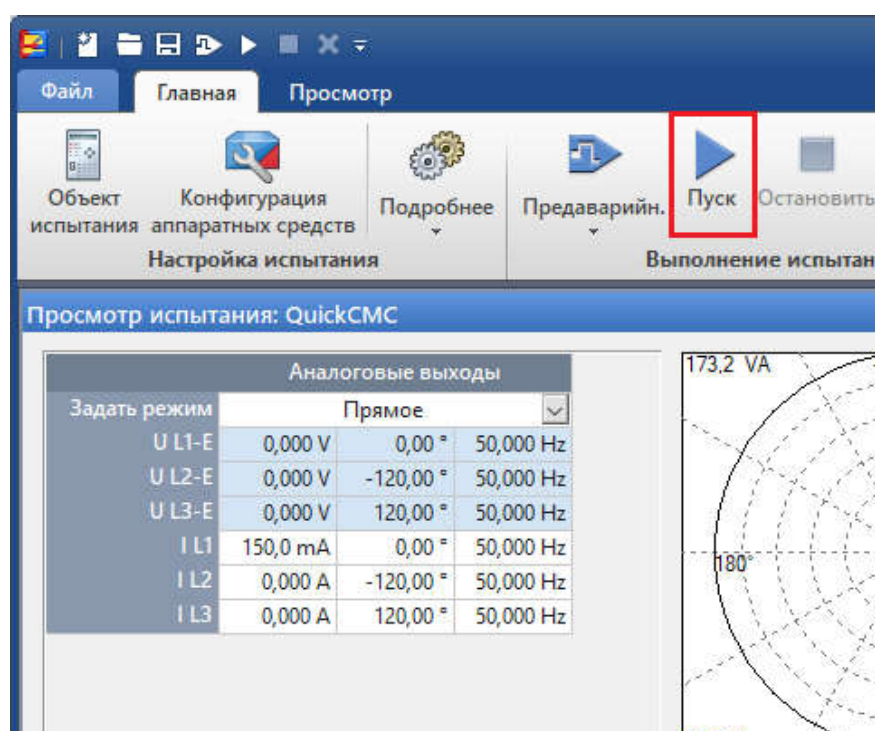 Файл Главная Просмотр
Объект испытания Конфигурация аппаратных средств Подробнее Предаварийн. Пуск Остановить
Настройка испытания Выполнение испытан
Просмотр испытания: QuickCMC
Аналоговые выходы
Задать режим Прямое
U L1-E 0,000 V 0,00 ° 50,000 Hz
U L2-E 0,000 V -120,00 ° 50,000 Hz
U L3-E 0,000 V 120,00 ° 50,000 Hz
I L1 150,0 mA 0,00 ° 50,000 Hz
I L2 0,000 A -120,00 ° 50,000 Hz
I L3 0,000 A 120,00 ° 50,000 Hz
173,2 VA
180°